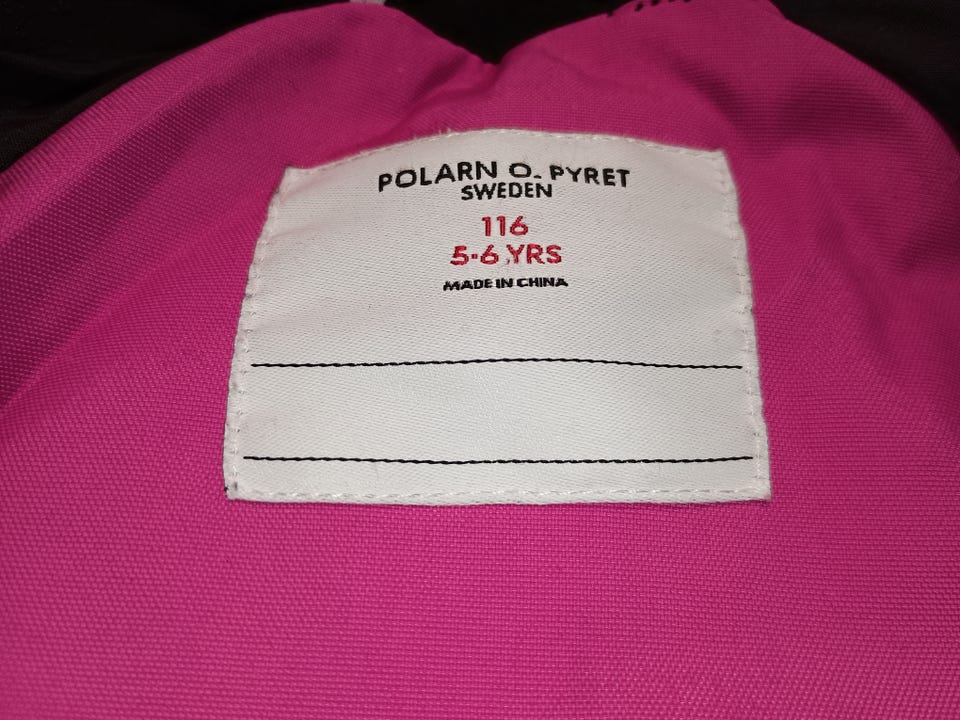 POLARN O. PYRET
SWEDEN
116
5-6 YRS
MADE IN CHINA